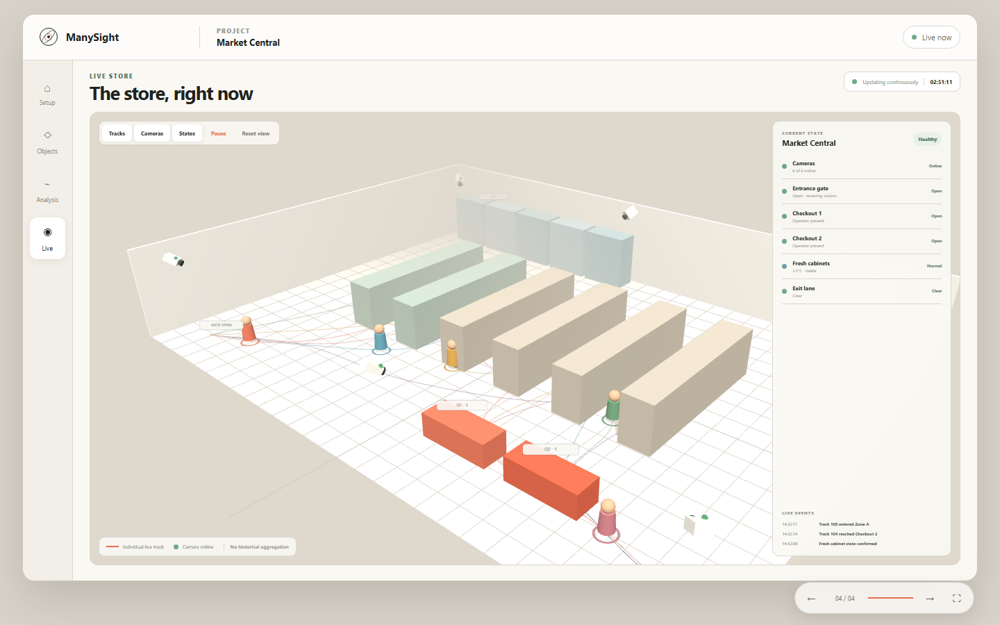 ManySight
PROJECT
Market Central
Live now
Setup
Objects
Analysis
Live
LIVE STORE
The store, right now
Updating continuously
02:51:11
Tracks
Cameras
States
Pause
Reset view
GATE OPEN
Q1 · 3
Q2 · 1
Individual live track
Camera online
No historical aggregation
CURRENT STATE
Market Central
Healthy
Cameras
6 of 6 online
Online
Entrance gate
Open · receiving visitors
Open
Checkout 1
Operator present
Open
Checkout 2
Operator present
Open
Fresh cabinets
3.2°C · stable
Normal
Exit lane
Clear
Clear
LIVE EVENTS
14:32:17 Track 108 entered Zone A
14:32:14 Track 104 reached Checkout 2
14:32:09 Fresh cabinet state confirmed
04 / 04